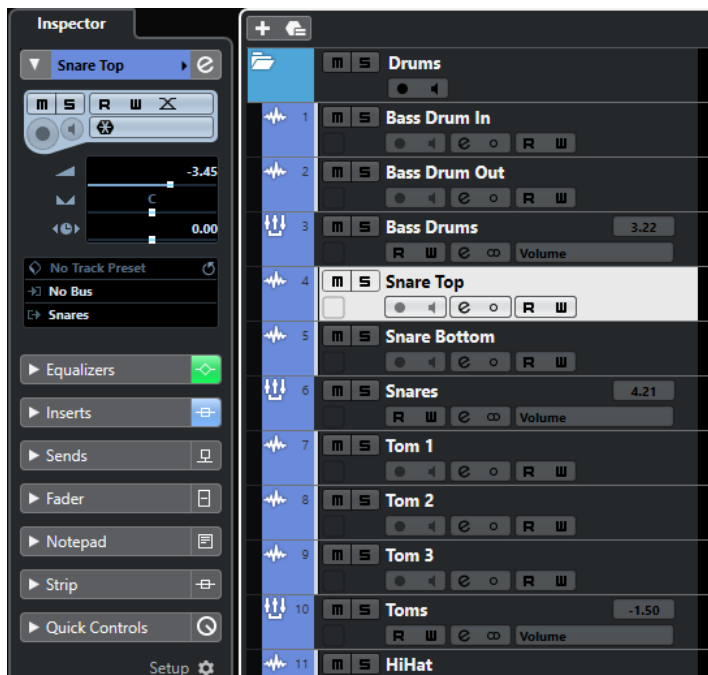 Inspector
Snare Top e
m S R W
-3.45
C
0.00
No Track Preset
No Bus
Snares
Equalizers
Inserts
Sends
Fader
Notepad
Strip
Quick Controls
Setup
m S Drums
1 m S Bass Drum In
e R W
2 m S Bass Drum Out
e R W
3 m S Bass Drums 3.22
R W e Volume
4 m S Snare Top
e R W
5 m S Snare Bottom
e R W
6 m S Snares 4.21
R W e Volume
7 m S Tom 1
e R W
8 m S Tom 2
e R W
9 m S Tom 3
e R W
10 m S Toms -1.50
R W e Volume
11 m S HiHat